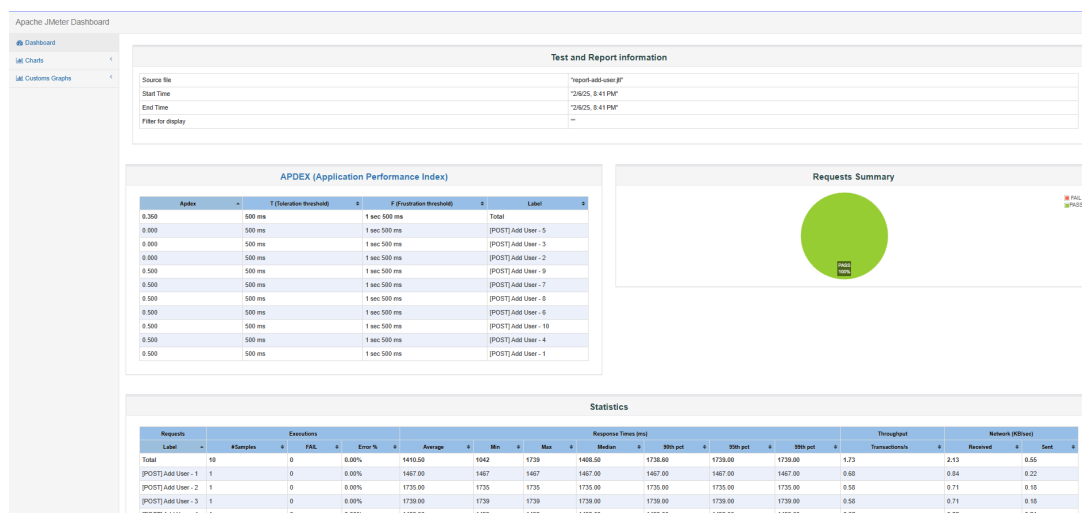 Apache JMeter Dashboard
Dashboard
Charts
Customs Graphs
Test and Report information
Source file "report-add-user.jtl"
Start Time "2/6/25, 8:41 PM"
End Time "2/6/25, 8:41 PM"
Filter for display ""
APDEX (Application Performance Index)
Apdex T (Toleration threshold) F (Frustration threshold) Label
0.350 500 ms 1 sec 500 ms Total
0.000 500 ms 1 sec 500 ms [POST] Add User - 5
0.000 500 ms 1 sec 500 ms [POST] Add User - 3
0.000 500 ms 1 sec 500 ms [POST] Add User - 2
0.500 500 ms 1 sec 500 ms [POST] Add User - 9
0.500 500 ms 1 sec 500 ms [POST] Add User - 7
0.500 500 ms 1 sec 500 ms [POST] Add User - 8
0.500 500 ms 1 sec 500 ms [POST] Add User - 6
0.500 500 ms 1 sec 500 ms [POST] Add User - 10
0.500 500 ms 1 sec 500 ms [POST] Add User - 4
0.500 500 ms 1 sec 500 ms [POST] Add User - 1
Requests Summary
FAIL
PASS
PASS
100%
Statistics
Requests Executions Response Times (ms) Throughput Network (KB/sec)
Label #Samples FAIL Error % Average Min Max Median 90th pct 95th pct 99th pct Transactions/s Received Sent
Total 10 0 0.00% 1410.50 1042 1739 1408.50 1738.60 1739.00 1739.00 1.73 2.13 0.55
[POST] Add User - 1 1 0 0.00% 1467.00 1467 1467 1467.00 1467.00 1467.00 1467.00 0.68 0.84 0.22
[POST] Add User - 2 1 0 0.00% 1735.00 1735 1735 1735.00 1735.00 1735.00 1735.00 0.58 0.71 0.18
[POST] Add User - 3 1 0 0.00% 1739.00 1739 1739 1739.00 1739.00 1739.00 1739.00 0.58 0.71 0.18